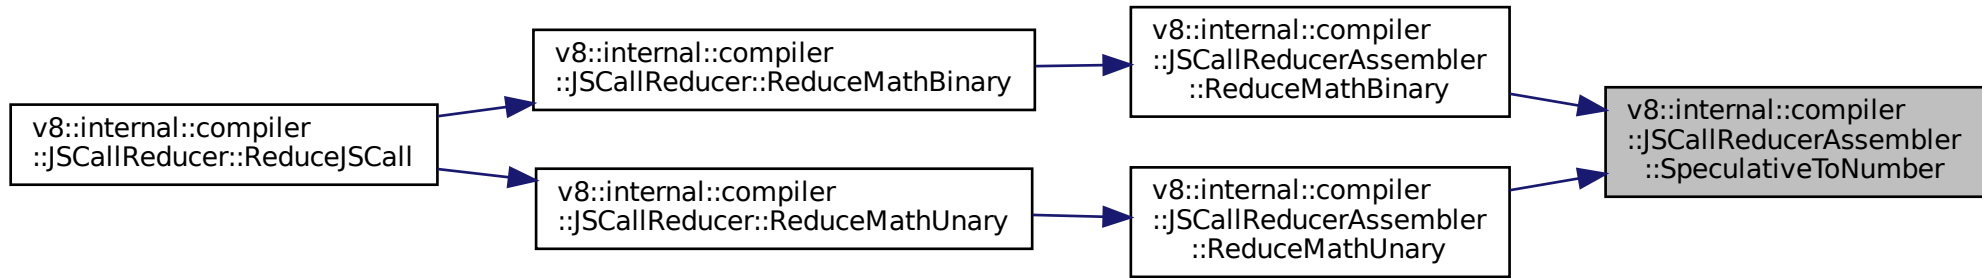 v8::internal::compiler
::JSCallReducer::ReduceJSCall
v8::internal::compiler
::JSCallReducer::ReduceMathBinary
v8::internal::compiler
::JSCallReducerAssembler
::ReduceMathBinary
v8::internal::compiler
::JSCallReducer::ReduceMathUnary
v8::internal::compiler
::JSCallReducerAssembler
::ReduceMathUnary
v8::internal::compiler
::JSCallReducerAssembler
::SpeculativeToNumber